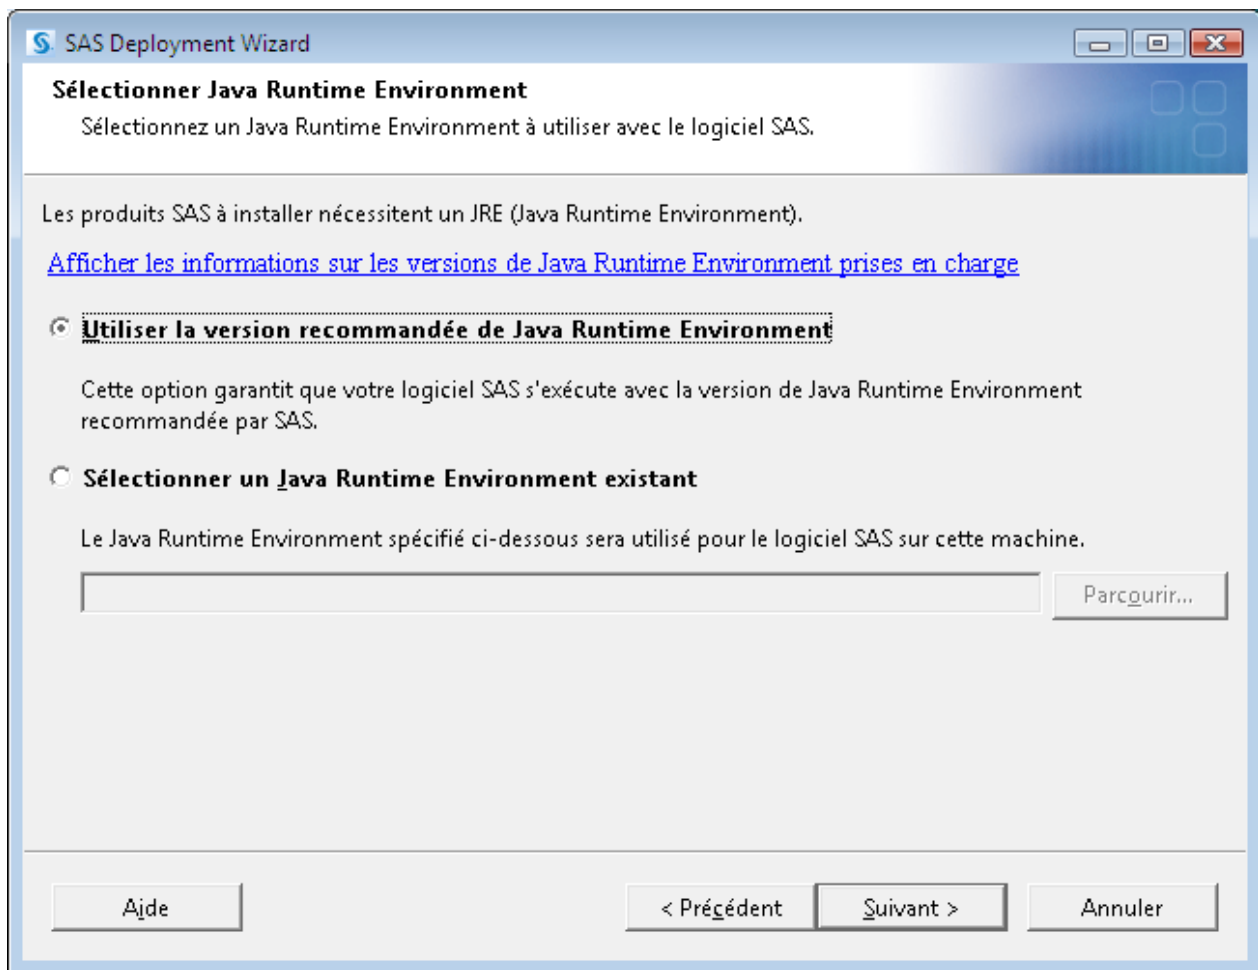 SAS Deployment Wizard
Sélectionner Java Runtime Environment
Sélectionnez un Java Runtime Environment à utiliser avec le logiciel SAS.
Les produits SAS à installer nécessitent un JRE (Java Runtime Environment).
Afficher les informations sur les versions de Java Runtime Environment prises en charge
Utiliser la version recommandée de Java Runtime Environment
Cette option garantit que votre logiciel SAS s'exécute avec la version de Java Runtime Environment
recommandée par SAS.
Sélectionner un Java Runtime Environment existant
Le Java Runtime Environment spécifié ci-dessous sera utilisé pour le logiciel SAS sur cette machine.
Parcourir...
Aide
< Précédent
Suivant >
Annuler